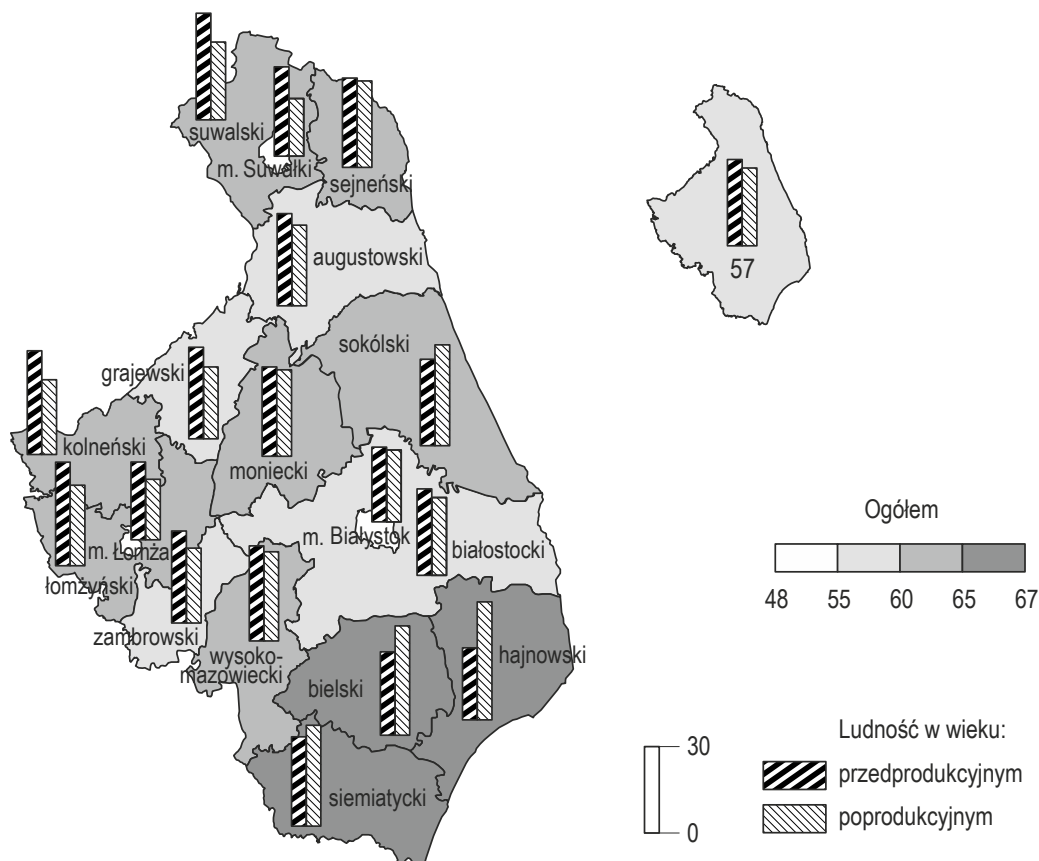 suwalski
m. Suwałki
sejneński
augustowski
57
sokólski
grajewski
kolneński
moniecki
m. Białystok
białostocki
m. Łomża
łomżyński
zambrowski
wysoko-
mazowiecki
bielski
hajnowski
siemiatycki
Ogółem
48 55 60 65 67
30
0
Ludność w wieku:
przedprodukcyjnym
poprodukcyjnym